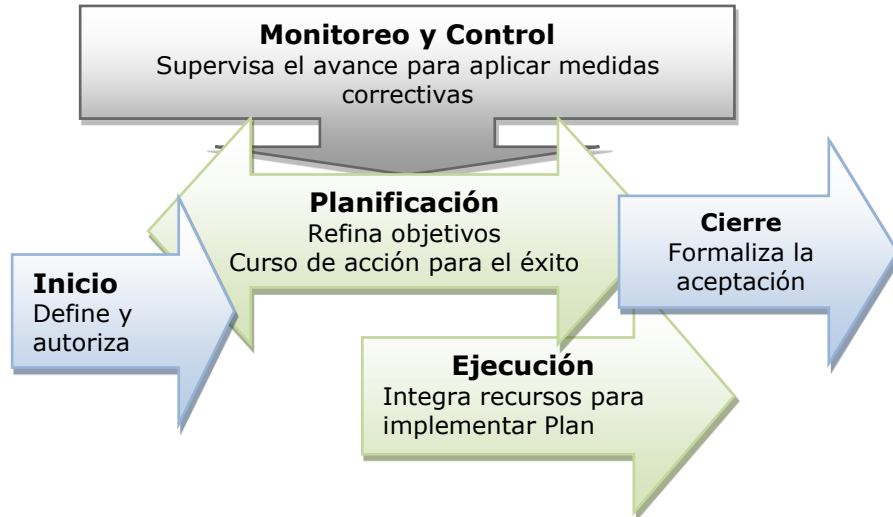 Monitoreo y Control
Supervisa el avance para aplicar medidas
correctivas
Planificación
Refina objetivos
Curso de acción para el éxito
Inicio
Define y
autoriza
Cierre
Formaliza la
aceptación
Ejecución
Integra recursos para
implementar Plan